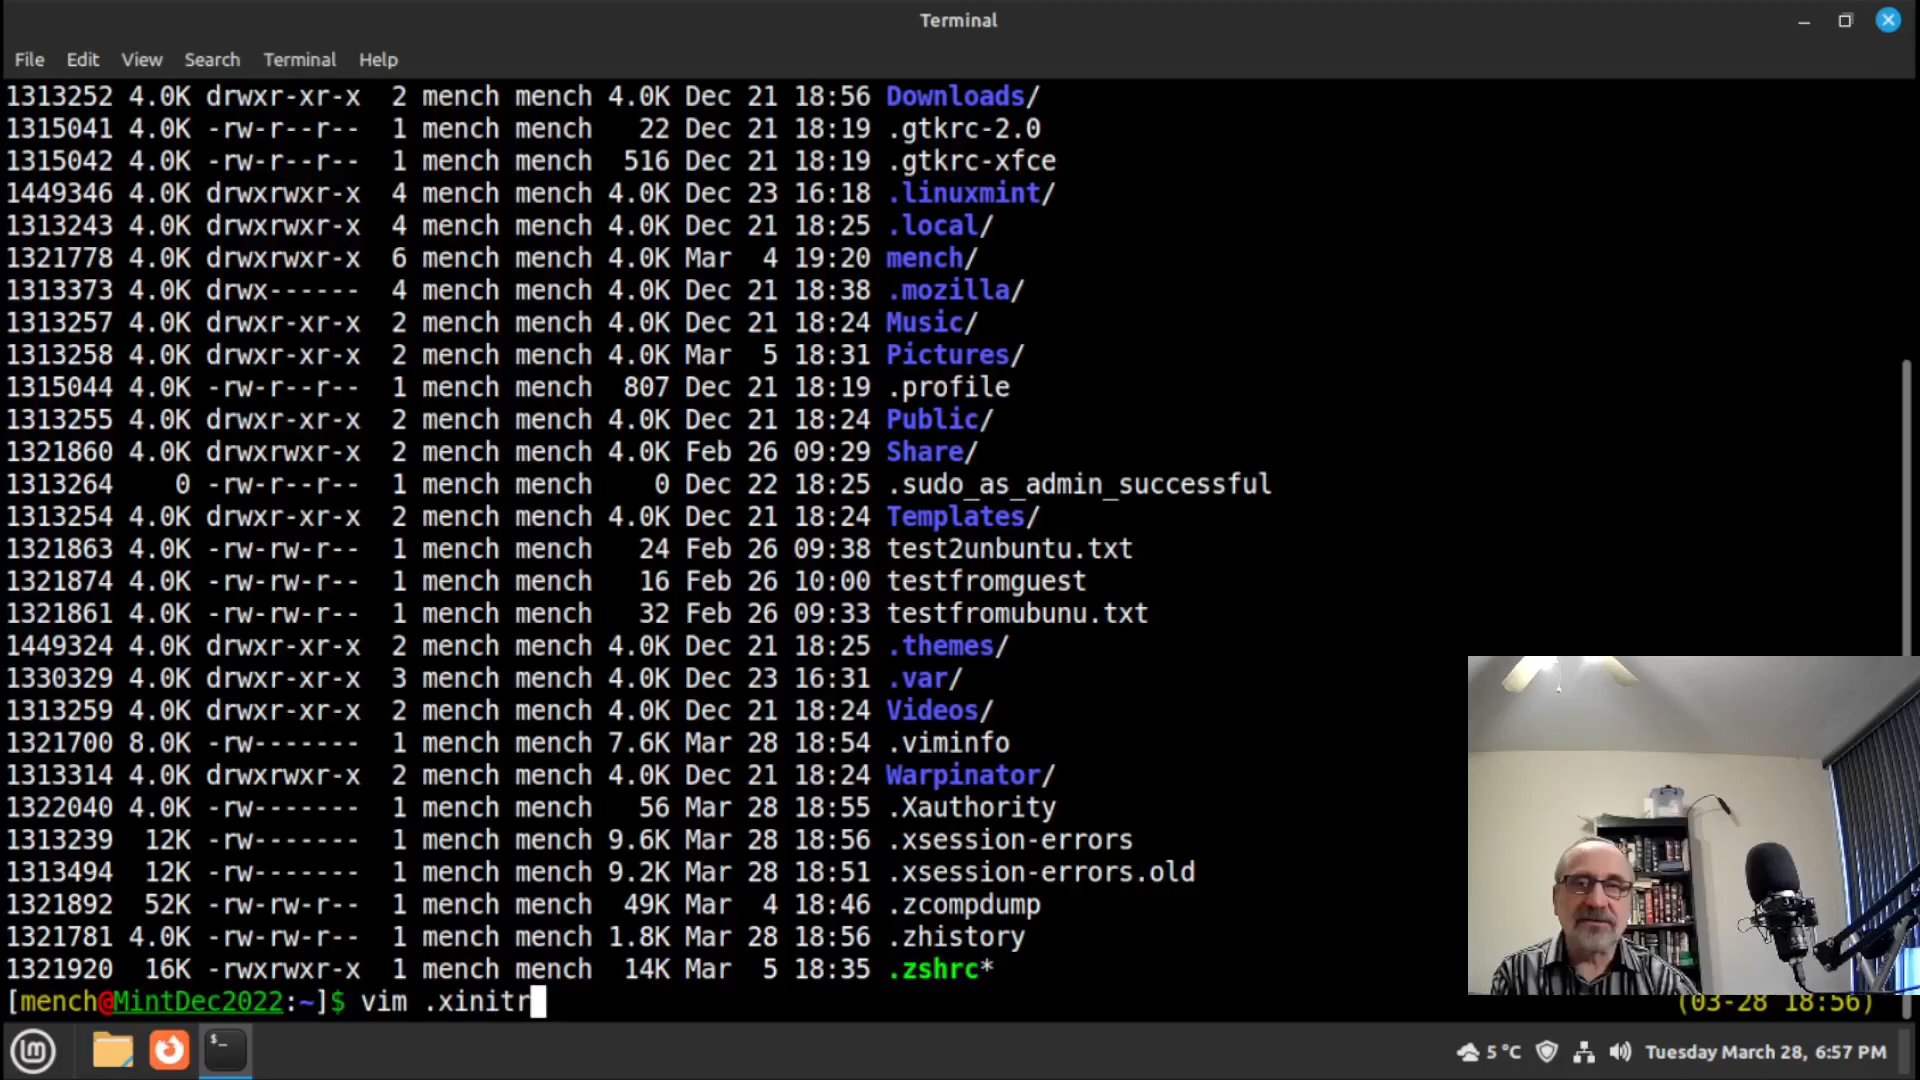 Terminal
File Edit View Search Terminal Help
1313252 4.0K drwxr-xr-x 2 mench mench 4.0K Dec 21 18:56 Downloads/
1315041 4.0K -rw-r--r-- 1 mench mench 22 Dec 21 18:19 .gtkrc-2.0
1315042 4.0K -rw-r--r-- 1 mench mench 516 Dec 21 18:19 .gtkrc-xfce
1449346 4.0K drwxrwxr-x 4 mench mench 4.0K Dec 23 16:18 .linuxmint/
1313243 4.0K drwxrwxr-x 4 mench mench 4.0K Dec 21 18:25 .local/
1321778 4.0K drwxrwxr-x 6 mench mench 4.0K Mar 4 19:20 mench/
1313373 4.0K drwx------ 4 mench mench 4.0K Dec 21 18:38 .mozilla/
1313257 4.0K drwxr-xr-x 2 mench mench 4.0K Dec 21 18:24 Music/
1313258 4.0K drwxr-xr-x 2 mench mench 4.0K Mar 5 18:31 Pictures/
1315044 4.0K -rw-r--r-- 1 mench mench 807 Dec 21 18:19 .profile
1313255 4.0K drwxr-xr-x 2 mench mench 4.0K Dec 21 18:24 Public/
1321860 4.0K drwxrwxr-x 2 mench mench 4.0K Feb 26 09:29 Share/
1313264 0 -rw-r--r-- 1 mench mench 0 Dec 22 18:25 .sudo_as_admin_successful
1313254 4.0K drwxr-xr-x 2 mench mench 4.0K Dec 21 18:24 Templates/
1321863 4.0K -rw-rw-r-- 1 mench mench 24 Feb 26 09:38 test2unbuntu.txt
1321874 4.0K -rw-rw-r-- 1 mench mench 16 Feb 26 10:00 testfromguest
1321861 4.0K -rw-rw-r-- 1 mench mench 32 Feb 26 09:33 testfromubunu.txt
1449324 4.0K drwxr-xr-x 2 mench mench 4.0K Dec 21 18:25 .themes/
1330329 4.0K drwxr-xr-x 3 mench mench 4.0K Dec 23 16:31 .var/
1313259 4.0K drwxr-xr-x 2 mench mench 4.0K Dec 21 18:24 Videos/
1321700 8.0K -rw------- 1 mench mench 7.6K Mar 28 18:54 .viminfo
1313314 4.0K drwxrwxr-x 2 mench mench 4.0K Dec 21 18:24 Warpinator/
1322040 4.0K -rw------- 1 mench mench 56 Mar 28 18:55 .Xauthority
1313239 12K -rw------- 1 mench mench 9.6K Mar 28 18:56 .xsession-errors
1313494 12K -rw------- 1 mench mench 9.2K Mar 28 18:51 .xsession-errors.old
1321892 52K -rw-rw-r-- 1 mench mench 49K Mar 4 18:46 .zcompdump
1321781 4.0K -rw-rw-r-- 1 mench mench 1.8K Mar 28 18:56 .zhistory
1321920 16K -rwxrwxr-x 1 mench mench 14K Mar 5 18:35 .zshrc*
[mench@MintDec2022:~]$ vim .xinitr (03-28 18:56)
$_ 5 °C Tuesday March 28, 6:57 PM